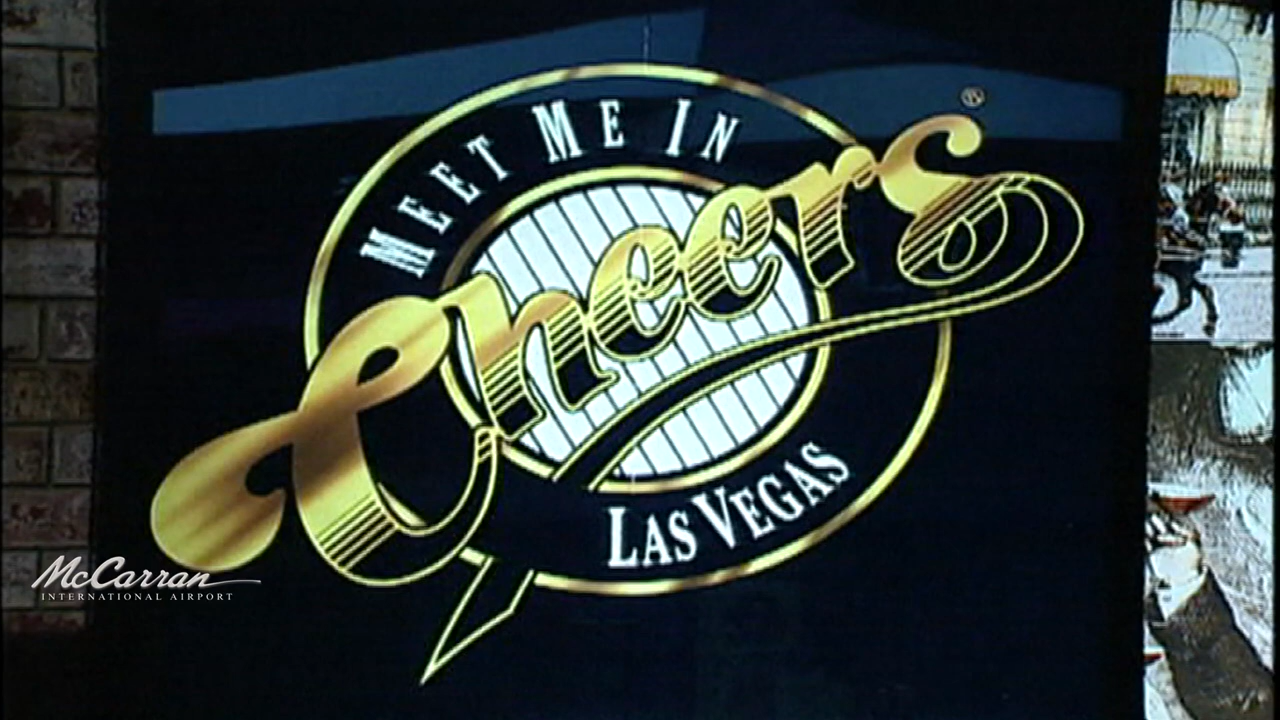 MEET ME IN
Cheers®
LAS VEGAS
McCarran
INTERNATIONAL AIRPORT